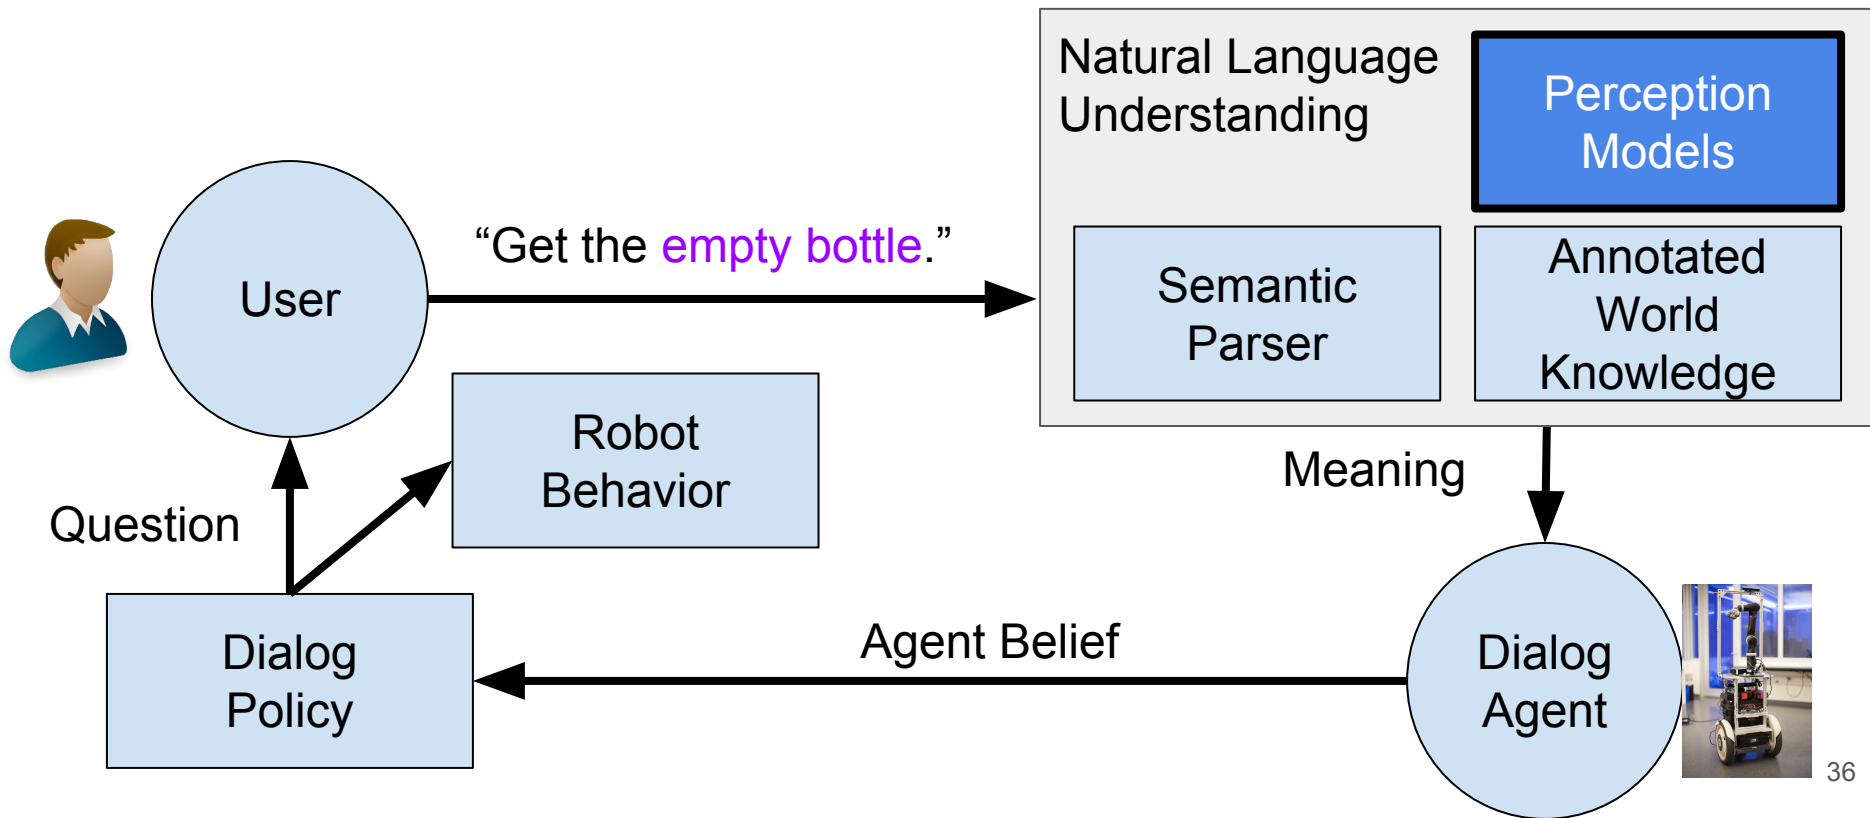 Natural Language
Understanding
Perception
Models
“Get the empty bottle.”
User
Semantic
Parser
Annotated
World
Knowledge
Robot
Behavior
Meaning
Question
Agent Belief
Dialog
Policy
Dialog
Agent
36